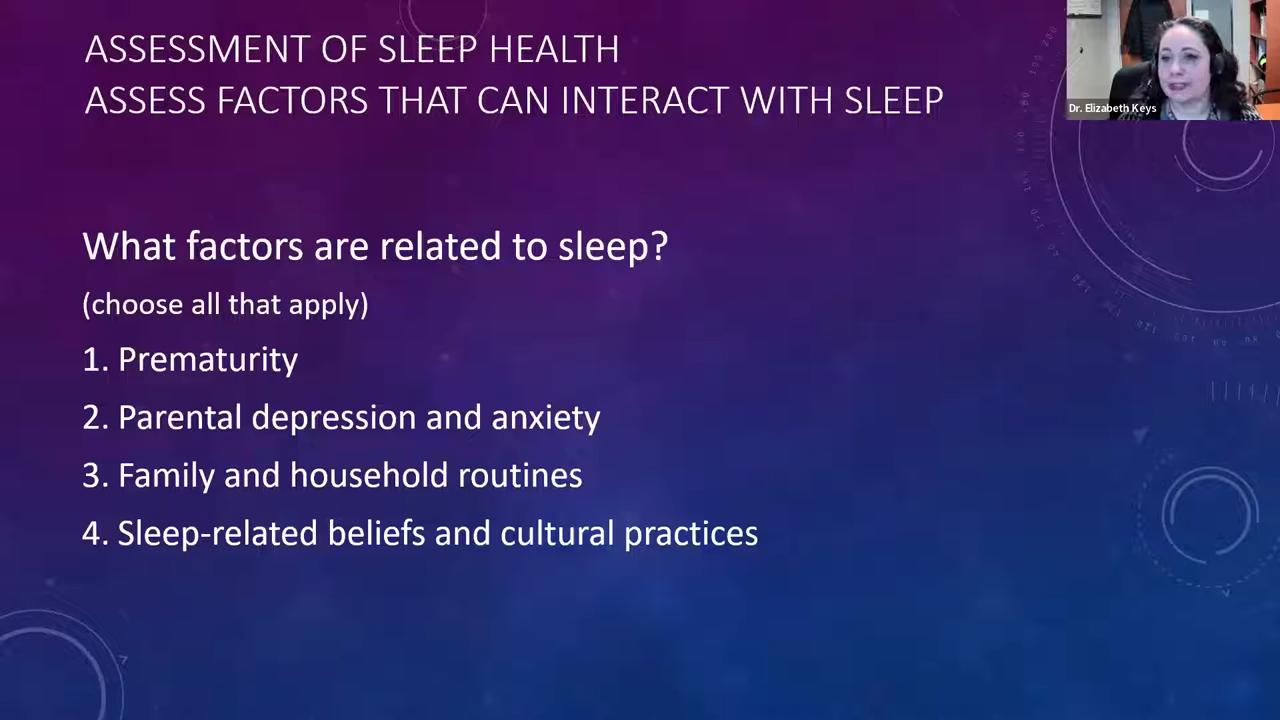 ASSESSMENT OF SLEEP HEALTH
ASSESS FACTORS THAT CAN INTERACT WITH SLEEP
Dr. Elizabeth Keys
What factors are related to sleep?
(choose all that apply)
1. Prematurity
2. Parental depression and anxiety
3. Family and household routines
4. Sleep-related beliefs and cultural practices